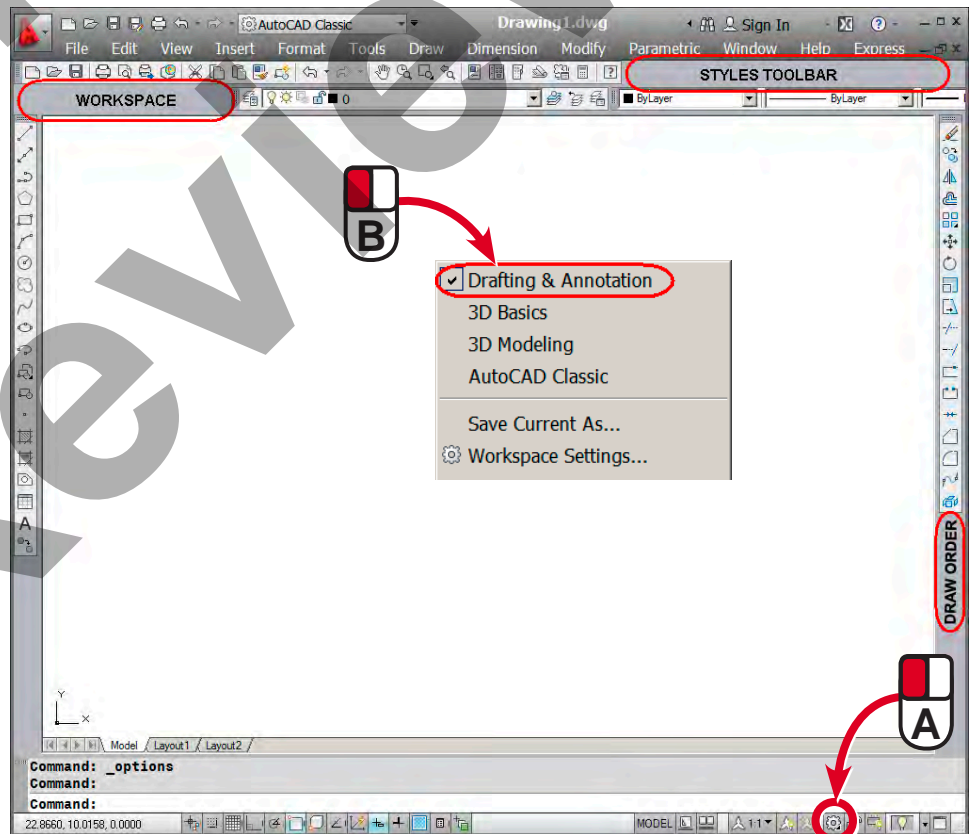 AutoCAD Classic Drawing1.dwg Sign In
File Edit View Insert Format Tools Draw Dimension Modify Parametric Window Help Express
STYLES TOOLBAR
WORKSPACE 0 ByLayer ByLayer
B
Drafting & Annotation
3D Basics
3D Modeling
AutoCAD Classic
Save Current As...
Workspace Settings...
A
DRAW ORDER
A
Y
X
Model Layout1 Layout2
Command: _options
Command:
Command:
22.8660, 10.0158, 0.0000 MODEL 1:1